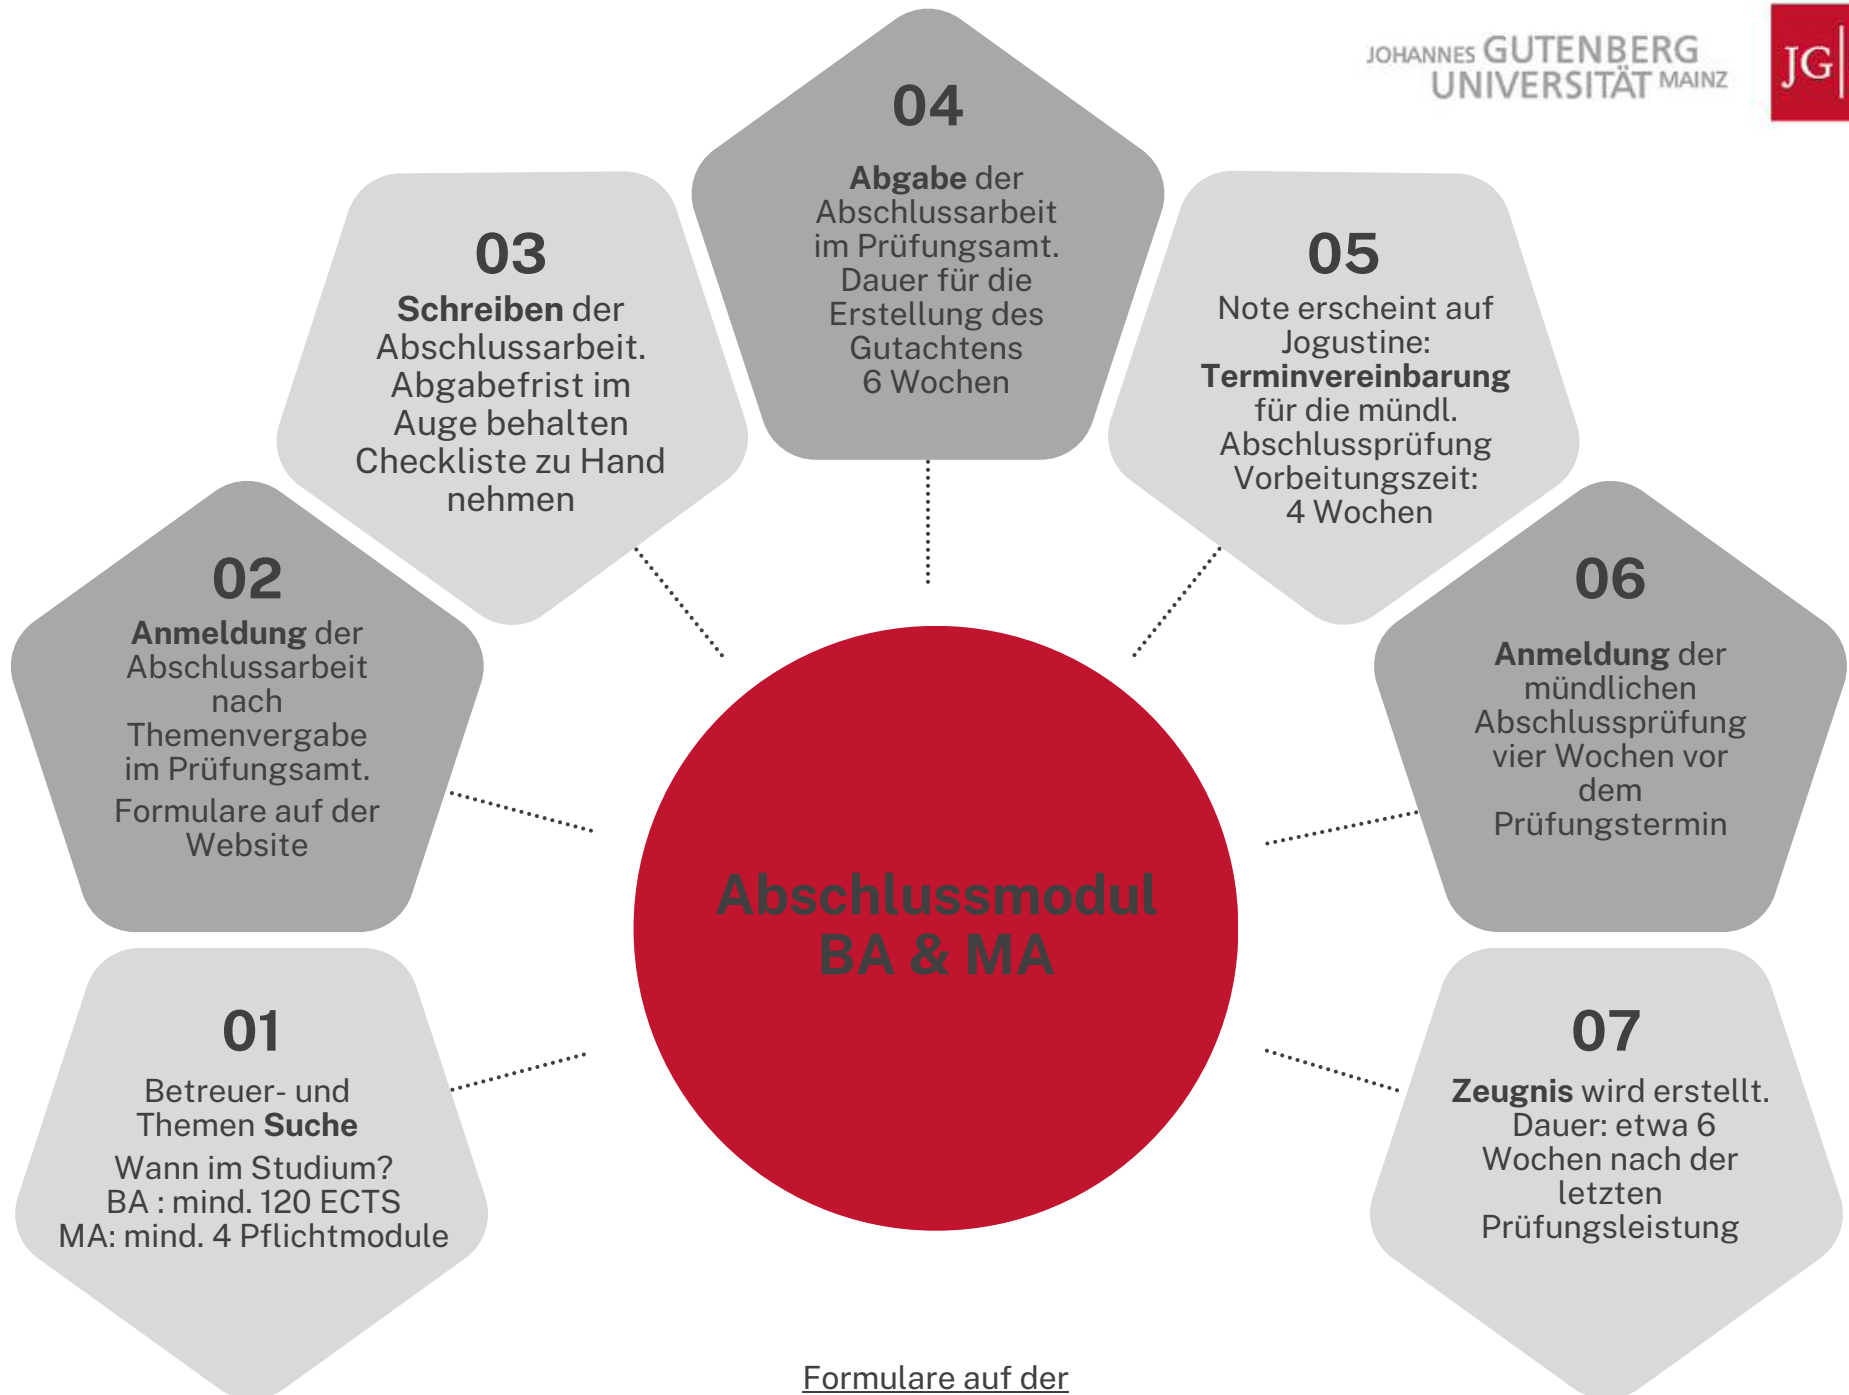 JOHANNES GUTENBERG
UNIVERSITÄT MAINZ
JG|
04
Abgabe der
Abschlussarbeit
im Prüfungsamt.
Dauer für die
Erstellung des
Gutachtens
6 Wochen
03
Schreiben der
Abschlussarbeit.
Abgabefrist im
Auge behalten
Checkliste zu Hand
nehmen
05
Note erscheint auf
Jogustine:
Terminvereinbarung
für die mündl.
Abschlussprüfung
Vorbeitungszeit:
4 Wochen
02
Anmeldung der
Abschlussarbeit
nach
Themenvergabe
im Prüfungsamt.
Formulare auf der
Website
06
Anmeldung der
mündlichen
Abschlussprüfung
vier Wochen vor
dem
Prüfungstermin
Abschlussmodul
BA & MA
01
Betreuer- und
Themen Suche
Wann im Studium?
BA : mind. 120 ECTS
MA: mind. 4 Pflichtmodule
07
Zeugnis wird erstellt.
Dauer: etwa 6
Wochen nach der
letzten
Prüfungsleistung
Formulare auf der